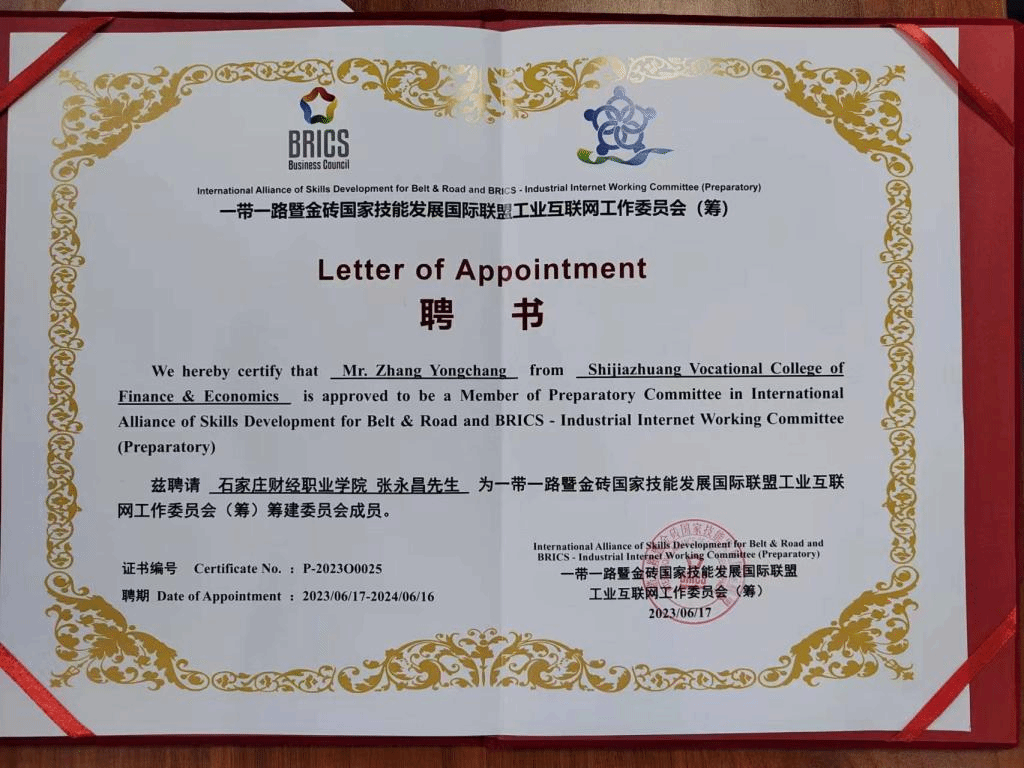 BRICS
Business Council
International Alliance of Skills Development for Belt & Road and BRICS - Industrial Internet Working Committee (Preparatory)
一带一路暨金砖国家技能发展国际联盟工业互联网工作委员会（筹）
Letter of Appointment
聘 书
We hereby certify that Mr. Zhang Yongchang from Shijiazhuang Vocational College of
Finance & Economics is approved to be a Member of Preparatory Committee in International
Alliance of Skills Development for Belt & Road and BRICS - Industrial Internet Working Committee
(Preparatory)
兹聘请 石家庄财经职业学院 张永昌先生 为一带一路暨金砖国家技能发展国际联盟工业互联
网工作委员会（筹）筹建委员会成员。
International Alliance of Skills Development for Belt & Road and
BRICS - Industrial Internet Working Committee (Preparatory)
一带一路暨金砖国家技能发展国际联盟
工业互联网工作委员会（筹）
2023/06/17
证书编号 Certificate No. : P-2023O0025
聘期 Date of Appointment : 2023/06/17-2024/06/16